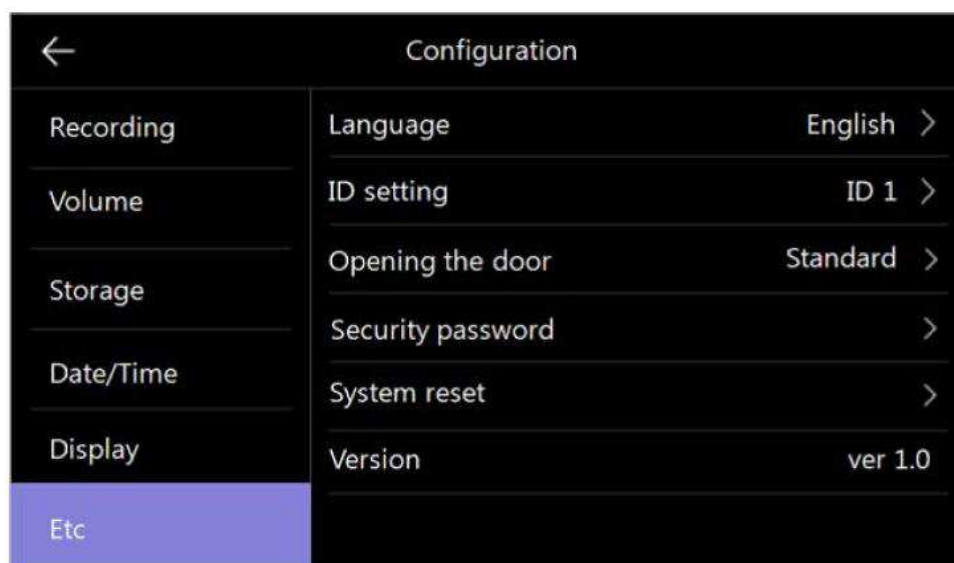 Configuration
Recording
Volume
Storage
Date/Time
Display
Etc
Language English
ID setting ID 1
Opening the door Standard
Security password
System reset
Version ver 1.0